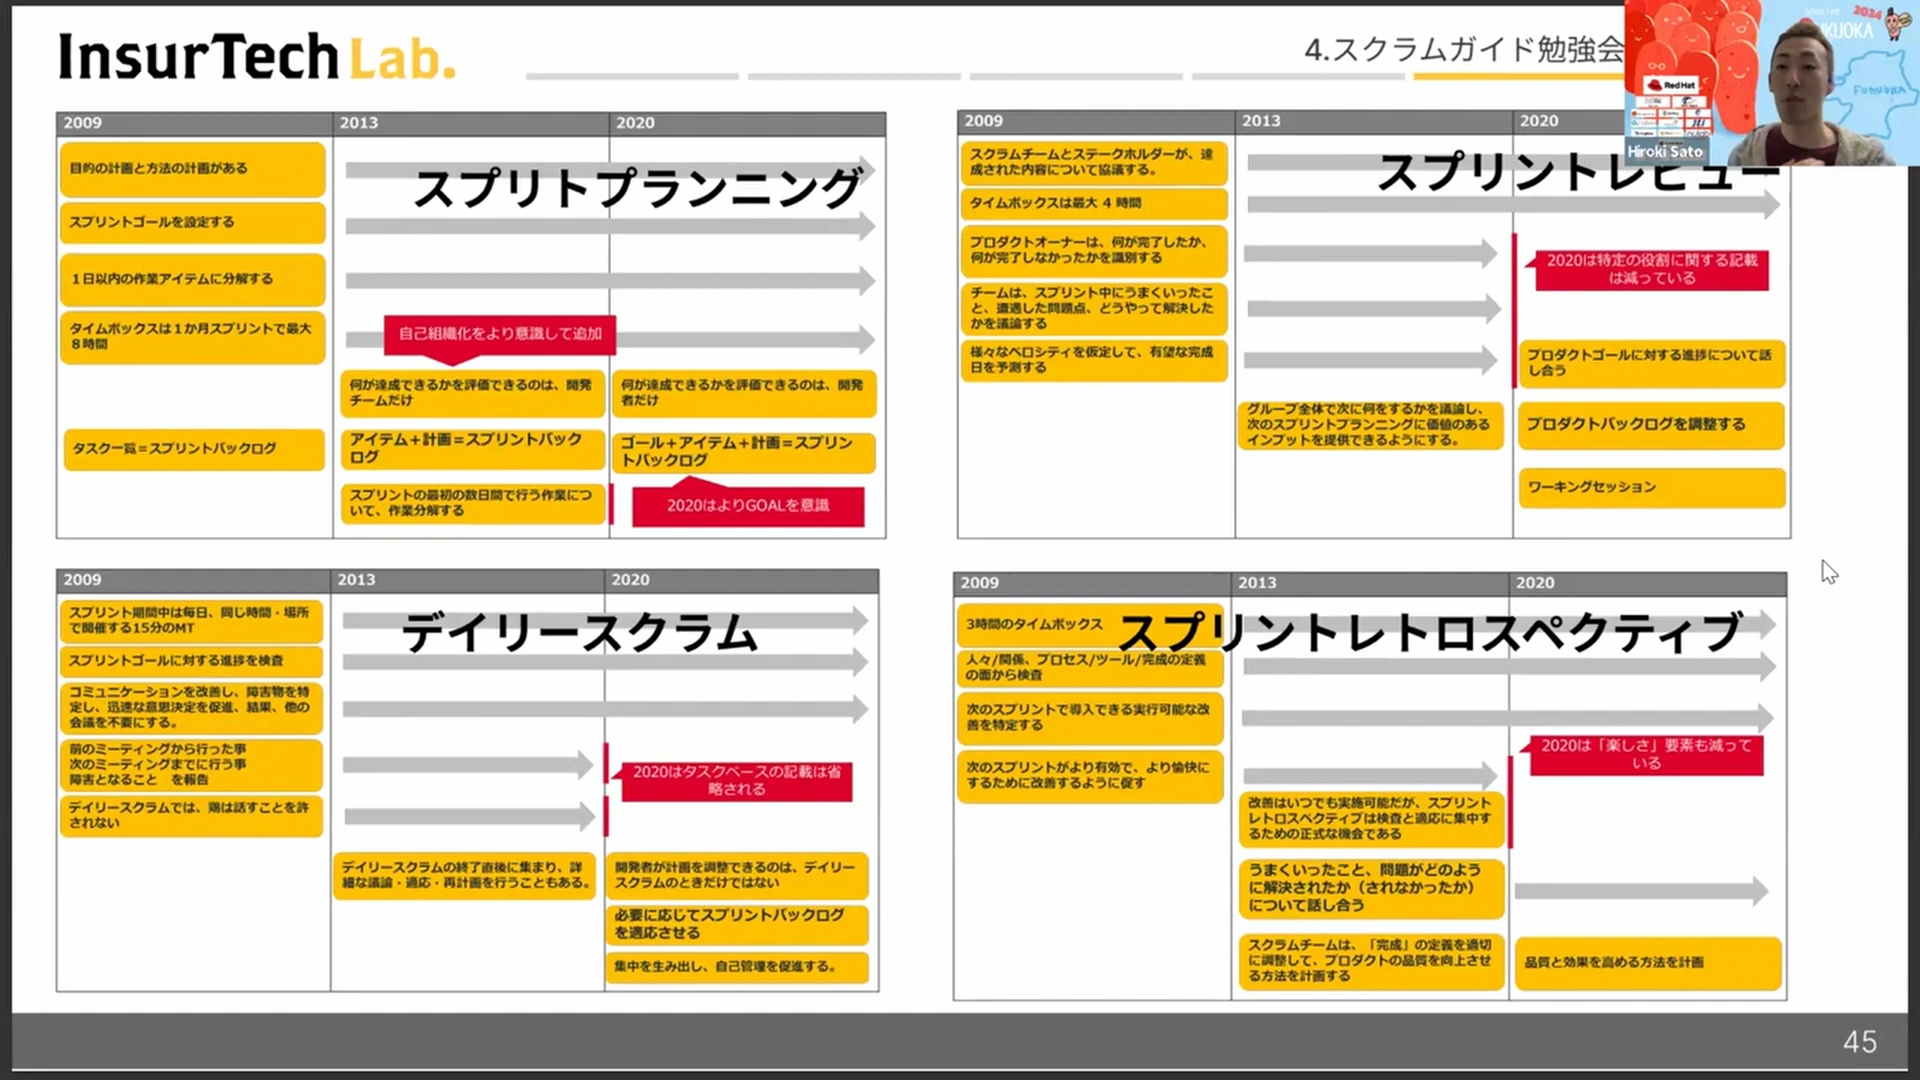 InsurTech Lab.
4.スクラムガイド勉強会
2024
FUKUOKA
Red Hat
Hiroki Sato
2009
2013
2020
スプリトプランニング
目的の計画と方法の計画がある
スプリントゴールを設定する
1日以内の作業アイテムに分解する
タイムボックスは1か月スプリントで最大
8時間
自己組織化をより意識して追加
何が達成できるかを評価できるのは、開発
チームだけ
何が達成できるかを評価できるのは、開発
者だけ
タスク一覧=スプリントバックログ
アイテム+計画=スプリントバック
ログ
ゴール+アイテム+計画=スプリン
トバックログ
スプリントの最初の数日間で行う作業につ
いて、作業分解する
2020はよりGOALを意識
2009
2013
2020
スプリントレビュー
スクラムチームとステークホルダーが、達
成された内容について協議する。
タイムボックスは最大 4 時間
プロダクトオーナーは、何が完了したか、
何が完了しなかったかを識別する
2020は特定の役割に関する記載
は減っている
チームは、スプリント中にうまくいったこ
と、遭遇した問題点、どうやって解決した
かを議論する
様々なベロシティを仮定して、有望な完成
日を予測する
プロダクトゴールに対する進捗について話
し合う
グループ全体で次に何をするかを議論し、
次のスプリントプランニングに価値のある
インプットを提供できるようにする。
プロダクトバックログを調整する
ワーキングセッション
2009
2013
2020
デイリースクラム
スプリント期間中は毎日、同じ時間・場所
で開催する15分のMT
スプリントゴールに対する進捗を検査
コミュニケーションを改善し、障害物を特
定し、迅速な意思決定を促進、結果、他の
会議を不要にする。
前のミーティングから行った事
次のミーティングまでに行う事
障害となること を報告
2020はタスクベースの記載は省
略される
デイリースクラムでは、鶏は話すことを許
されない
デイリースクラムの終了直後に集まり、詳
細な議論・適応・再計画を行うこともある。
開発者が計画を調整できるのは、デイリー
スクラムのときだけではない
必要に応じてスプリントバックログ
を適応させる
集中を生み出し、自己管理を促進する。
2009
2013
2020
スプリントレトロスペクティブ
3時間のタイムボックス
人々/関係、プロセス/ツール/完成の定義
の面から検査
次のスプリントで導入できる実行可能な改
善を特定する
次のスプリントがより有効で、より愉快に
するために改善するように促す
2020は「楽しさ」要素も減って
いる
改善はいつでも実施可能だが、スプリント
レトロスペクティブは検査と適応に集中す
るための正式な機会である
うまくいったこと、問題がどのよう
に解決されたか（されなかったか）
について話し合う
スクラムチームは、「完成」の定義を適切
に調整して、プロダクトの品質を向上させ
る方法を計画する
品質と効果を高める方法を計画
45